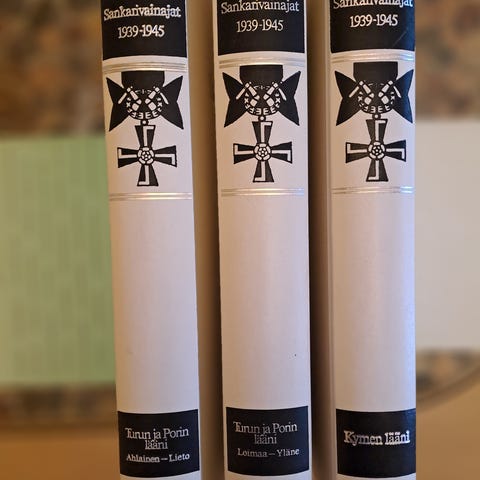 Sankarivainajat
1939-1945
Turun ja Porin
lääni
Ahlainen – Lieto
Sankarivainajat
1939-1945
Turun ja Porin
lääni
Loimaa – Yläne
Sankarivainajat
1939-1945
Kymen lääni